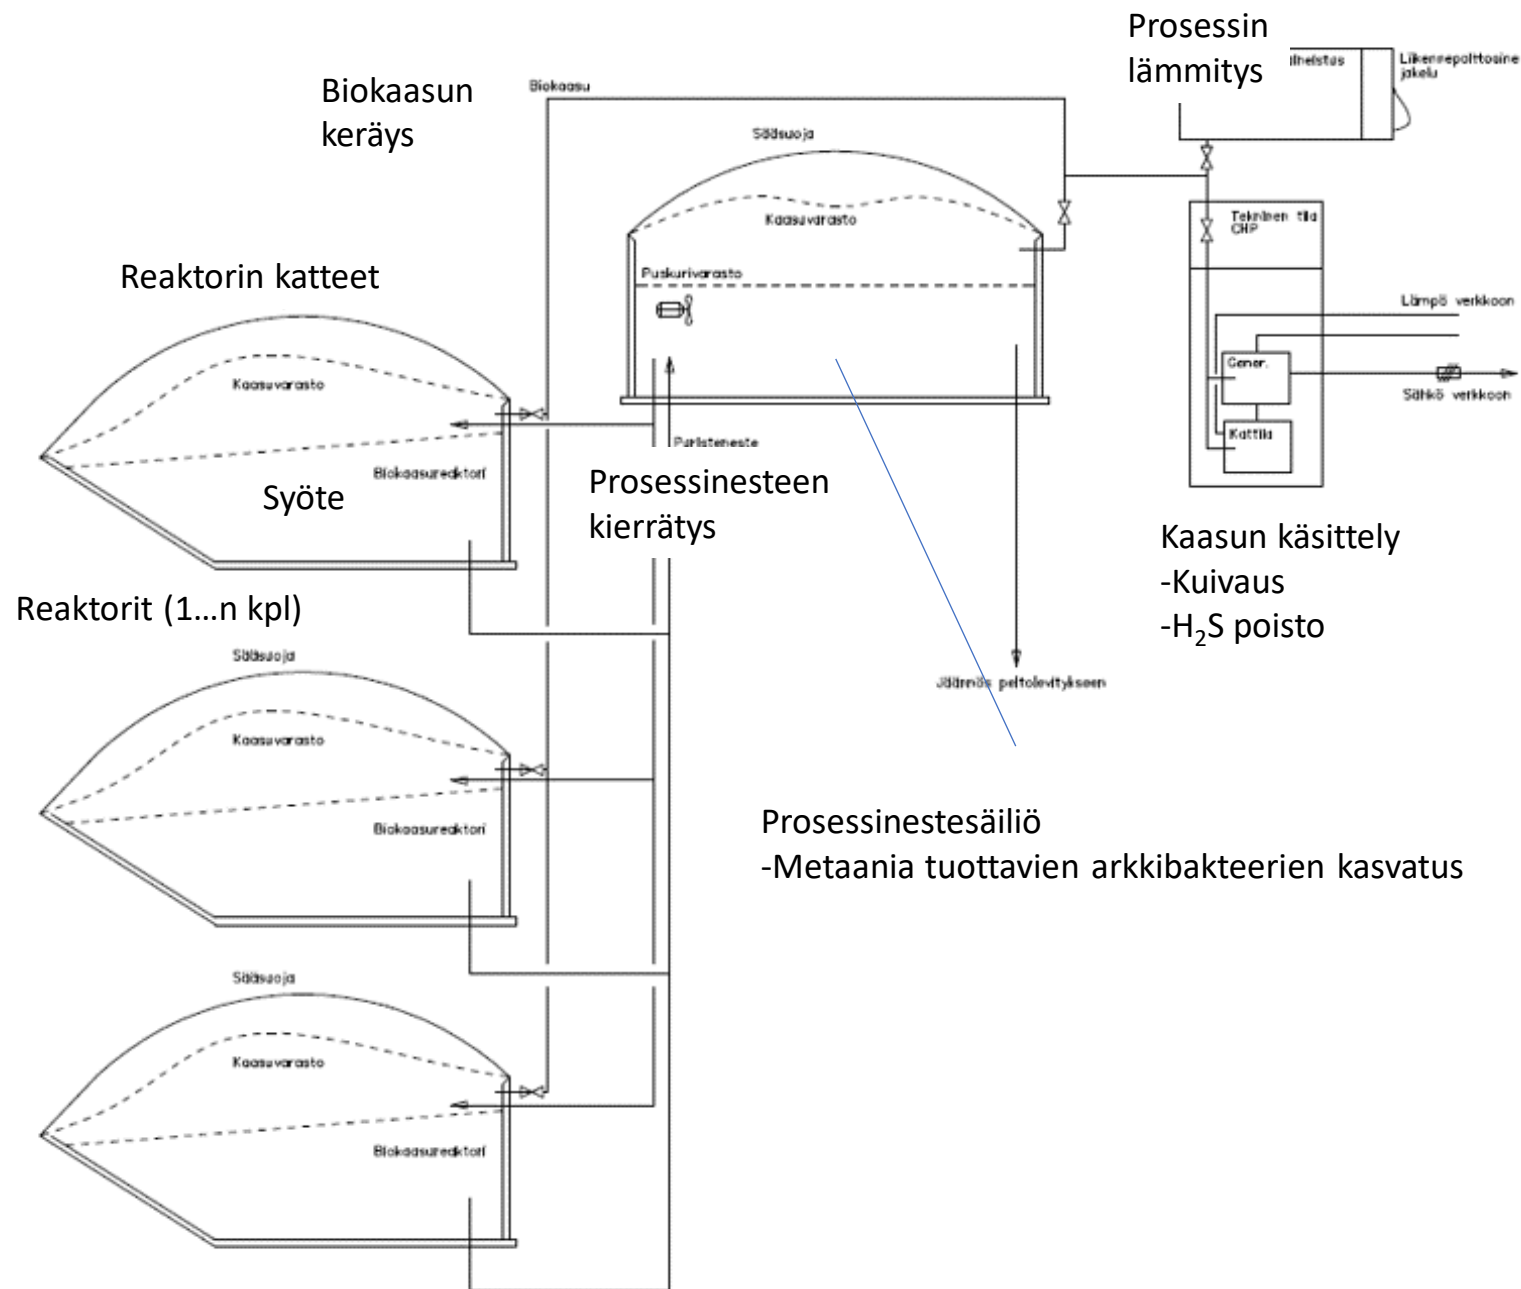 Prosessin
lämmitys
Liikennepolttoaine
jakelu
Biokaasun
keräys
Biokaasu
Sääsuoja
Kaasuvarasto
Puskurivarasto
Tekninen tila
CHP
Lämpö verkkoon
Gener.
Sähkö verkkoon
Kattila
Reaktorin katteet
Kaasuvarasto
Biokaasureaktori
Syöte
Puristeneste
Prosessinesteen
kierrätys
Kaasun käsittely
-Kuivaus
-H₂S poisto
Reaktorit (1…n kpl)
Jäännös peltolevitykseen
Sääsuoja
Kaasuvarasto
Biokaasureaktori
Prosessinestesäiliö
-Metaania tuottavien arkkibakteerien kasvatus
Sääsuoja
Kaasuvarasto
Biokaasureaktori